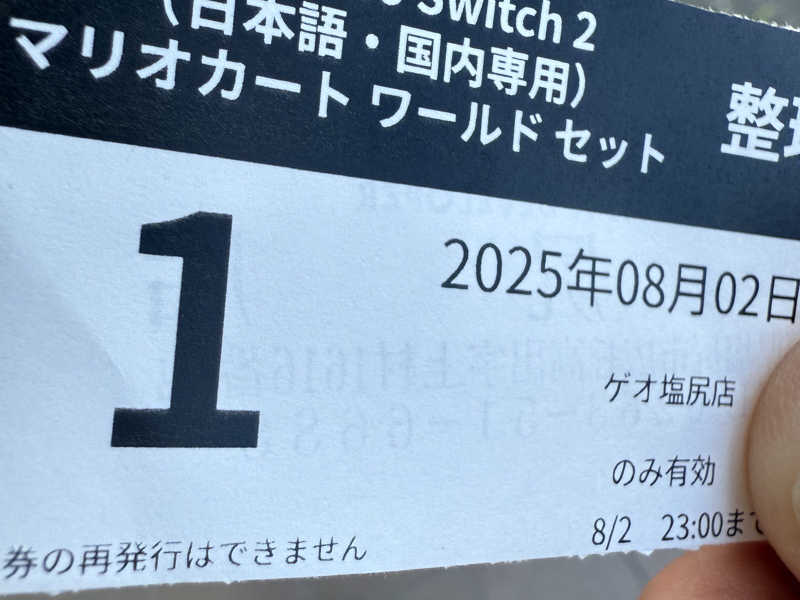 Switch 2
(日本語・国内専用)
マリオカート ワールド セット
整理
1
2025年08月02日
ゲオ塩尻店
のみ有効
8/2 23:00まで
券の再発行はできません